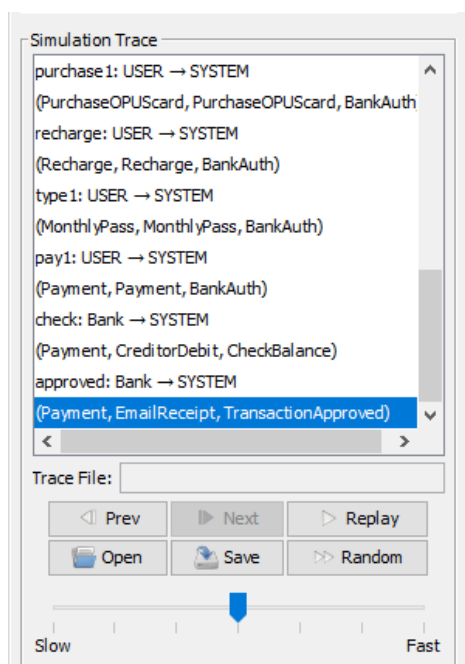 Simulation Trace
purchase1: USER → SYSTEM
(PurchaseOPUScard, PurchaseOPUScard, BankAuth
recharge: USER → SYSTEM
(Recharge, Recharge, BankAuth)
type1: USER → SYSTEM
(MonthlyPass, MonthlyPass, BankAuth)
pay1: USER → SYSTEM
(Payment, Payment, BankAuth)
check: Bank → SYSTEM
(Payment, CreditorDebit, CheckBalance)
approved: Bank → SYSTEM
(Payment, EmailReceipt, TransactionApproved)
Trace File:
Prev Next Replay
Open Save Random
Slow Fast